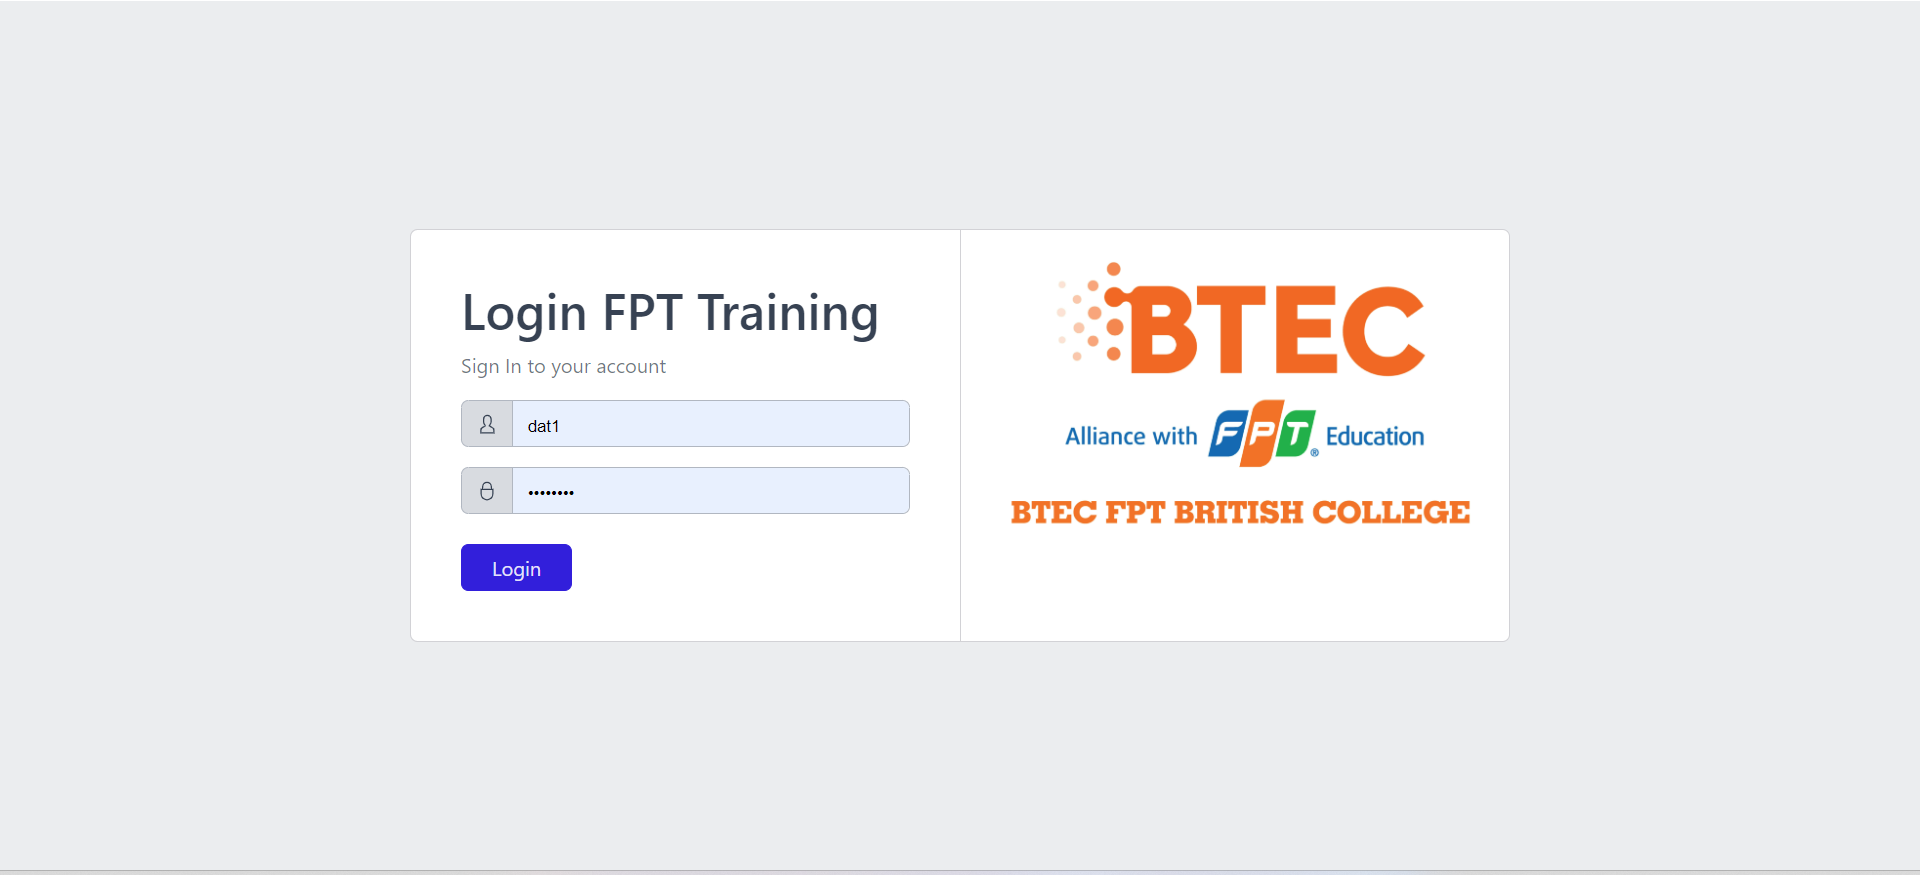 Login FPT Training
Sign In to your account
dat1
••••••••
Login
BTEC
Alliance with FPT® Education
BTEC FPT BRITISH COLLEGE